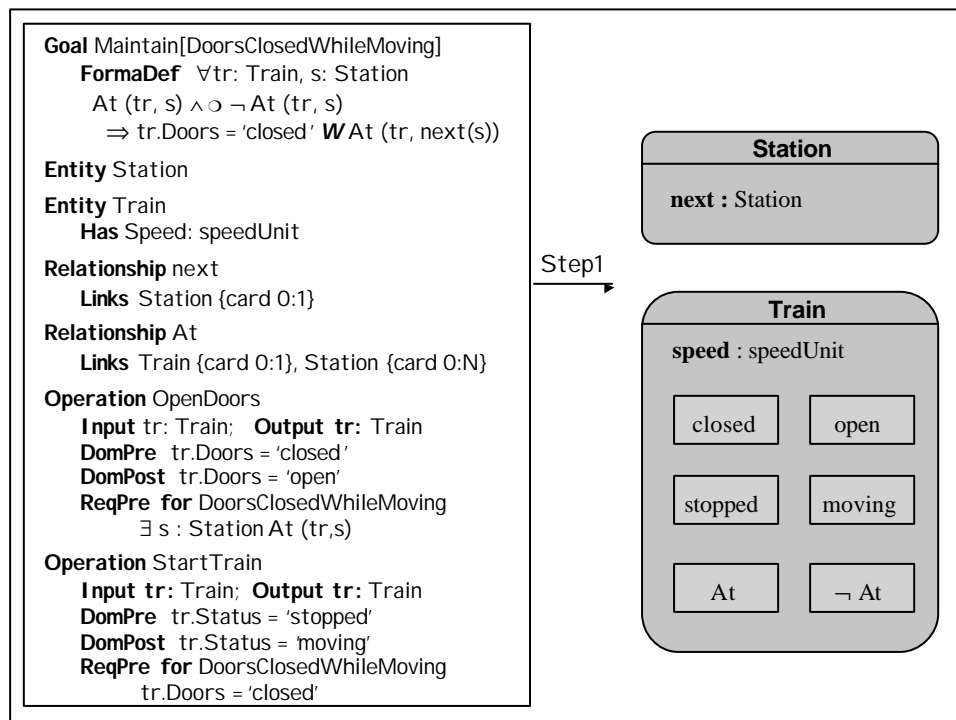 Goal Maintain[DoorsClosedWhileMoving]
FormaDef ∀tr: Train, s: Station
At (tr, s) ∧ ❍ ¬ At (tr, s)
⇒ tr.Doors = ‘closed’ W At (tr, next(s))
Entity Station
Entity Train
Has Speed: speedUnit
Relationship next
Links Station {card 0:1}
Relationship At
Links Train {card 0:1}, Station {card 0:N}
Operation OpenDoors
Input tr: Train; Output tr: Train
DomPre tr.Doors = ‘closed’
DomPost tr.Doors = ‘open’
ReqPre for DoorsClosedWhileMoving
∃ s : Station At (tr,s)
Operation StartTrain
Input tr: Train; Output tr: Train
DomPre tr.Status = ‘stopped’
DomPost tr.Status = ‘moving’
ReqPre for DoorsClosedWhileMoving
tr.Doors = ‘closed’
Step1
Station
next : Station
Train
speed : speedUnit
closed open
stopped moving
At ¬ At